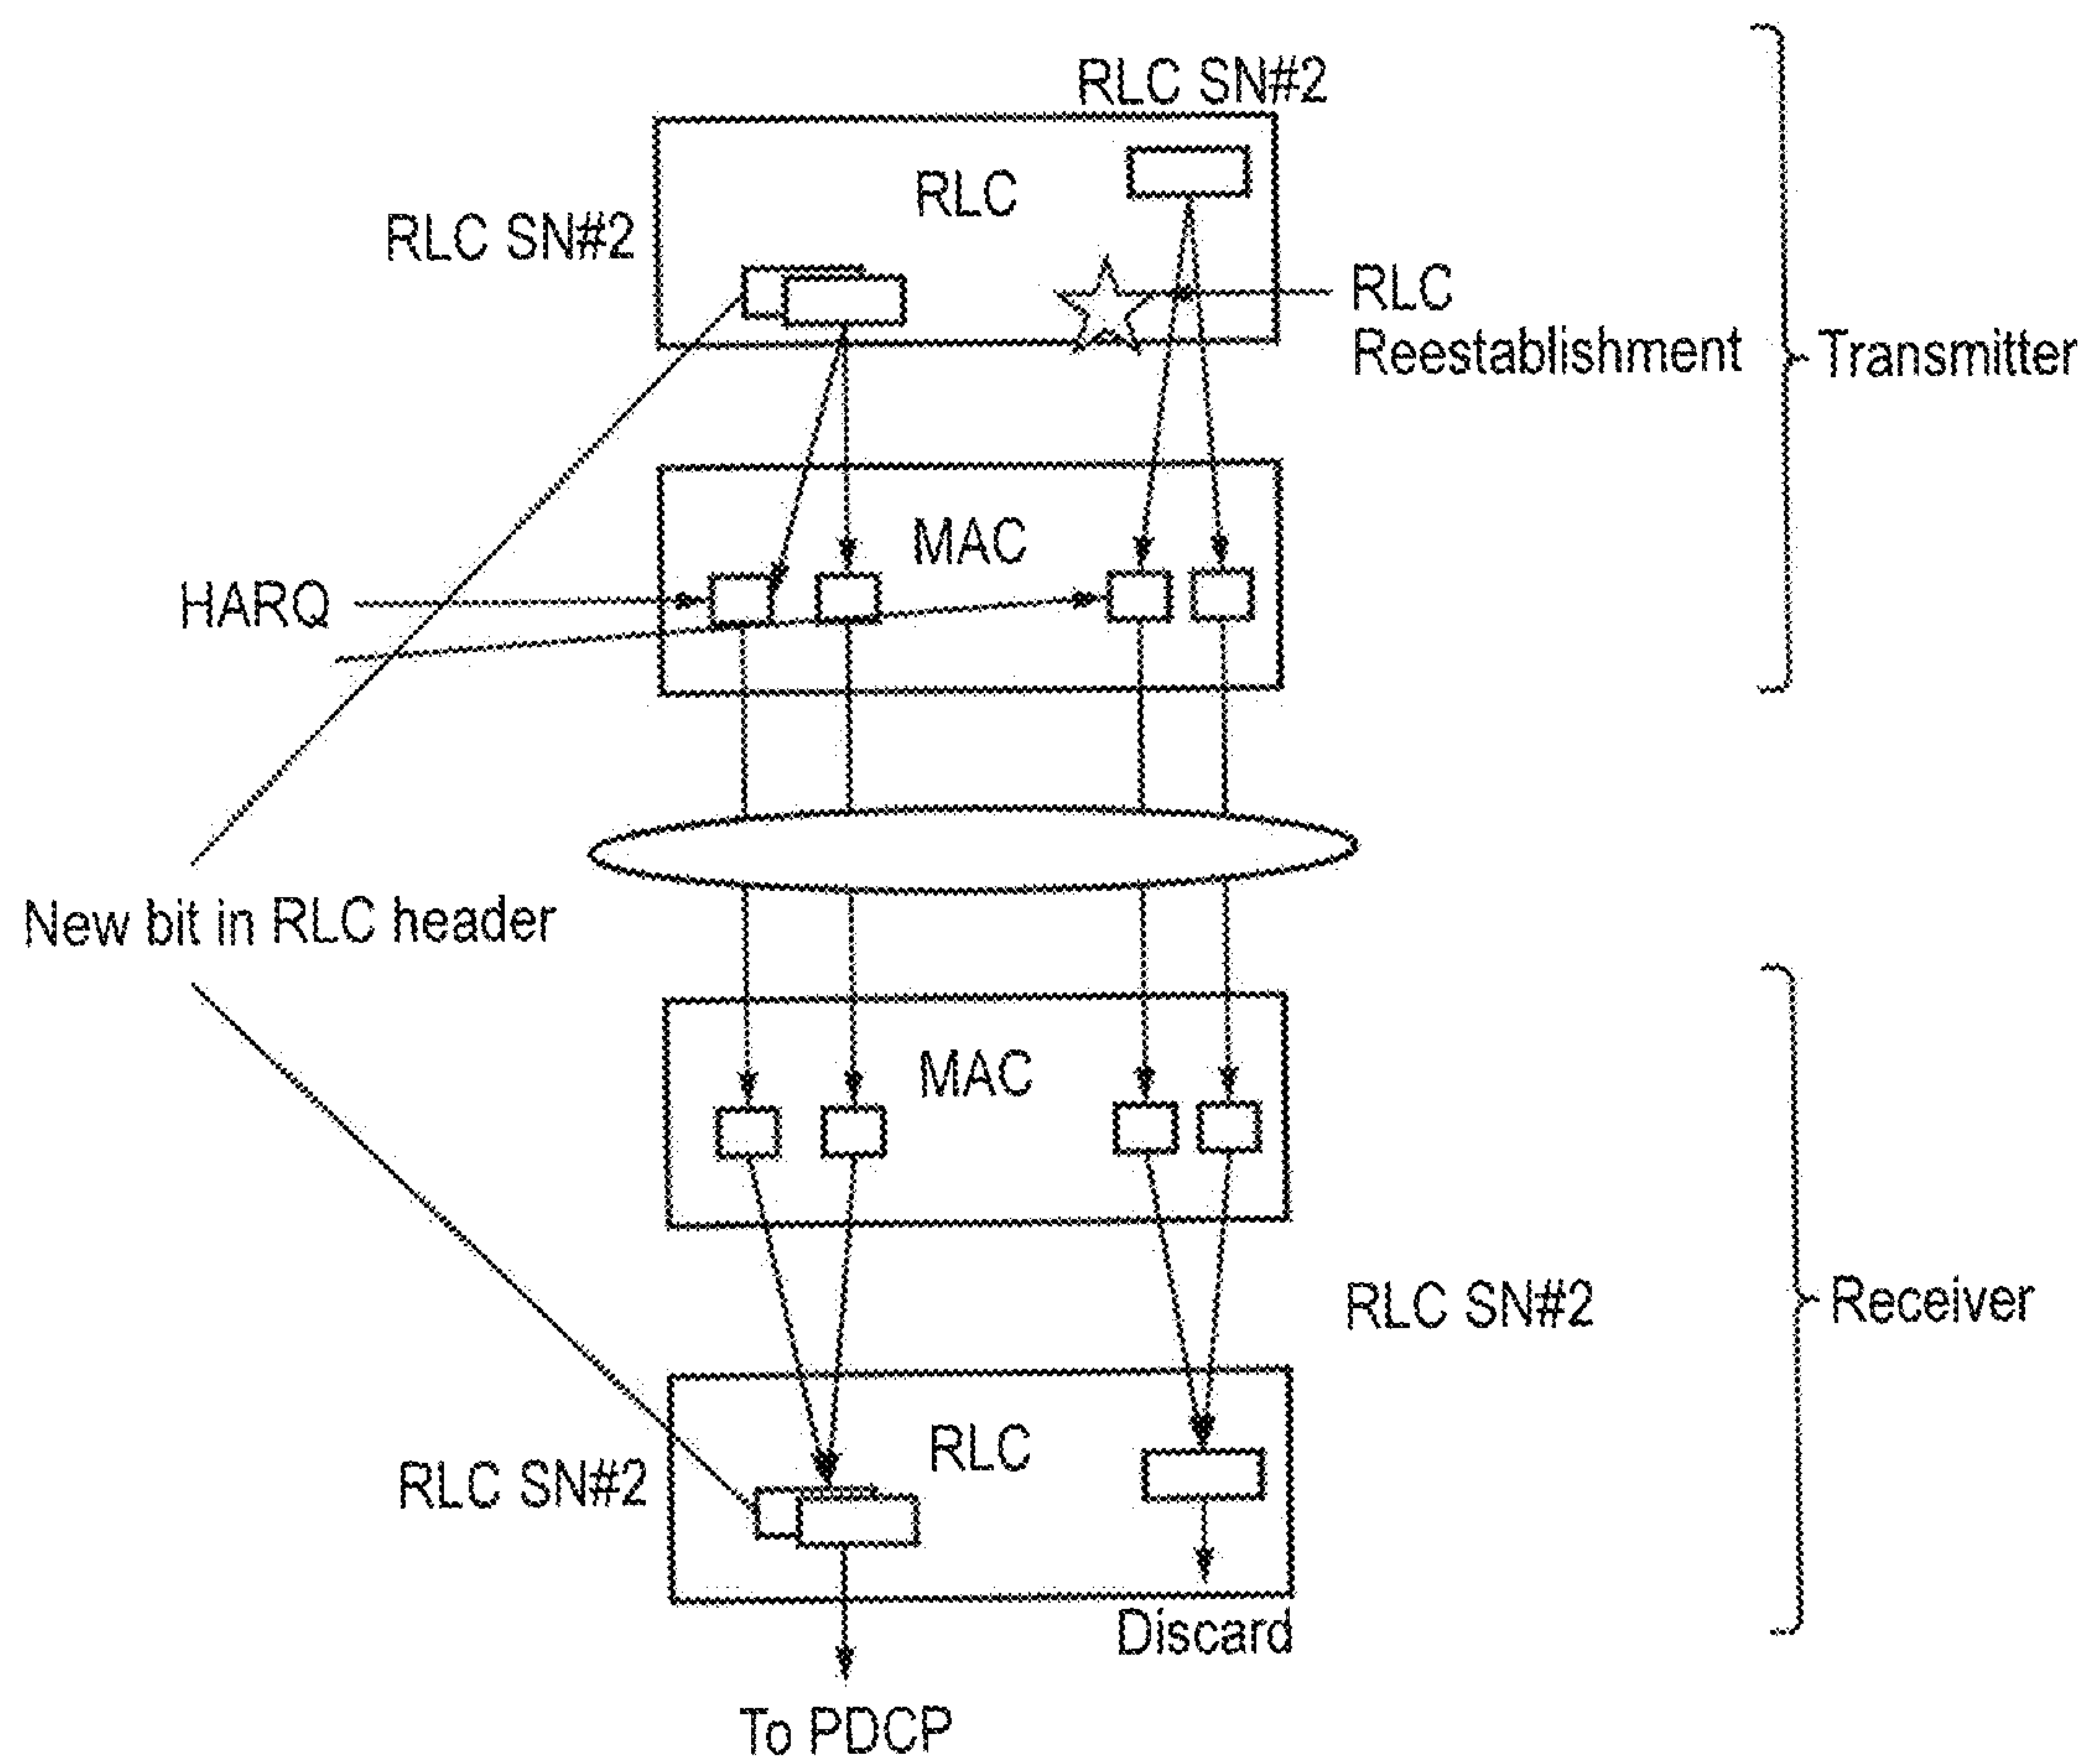 RLC SN#2
RLC
RLC SN#2
RLC
Reestablishment
Transmitter
MAC
HARQ
New bit in RLC header
MAC
RLC SN#2
Receiver
RLC
RLC SN#2
Discard
To PDCP